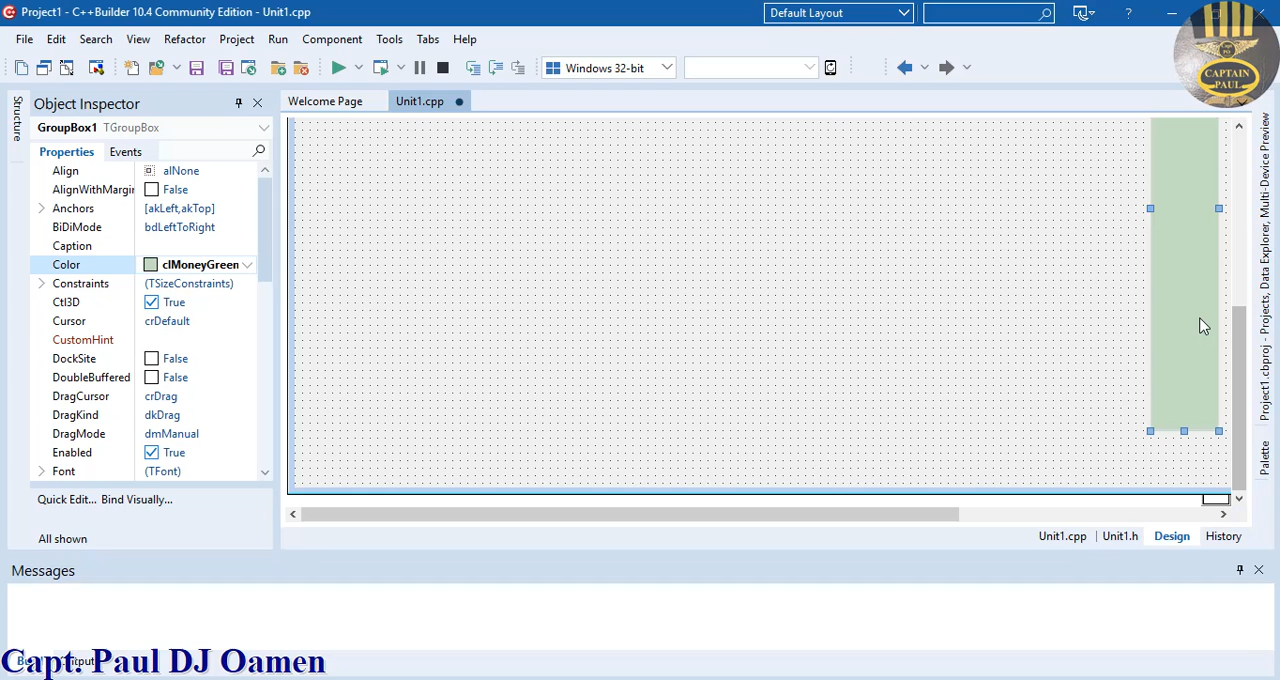 Project1 - C++Builder 10.4 Community Edition - Unit1.cpp
Default Layout
?
File Edit Search View Refactor Project Run Component Tools Tabs Help
Windows 32-bit
CAPTAIN
PAUL
Structure
Object Inspector
GroupBox1 TGroupBox
Properties Events
Align alNone
AlignWithMargin False
Anchors [akLeft,akTop]
BiDiMode bdLeftToRight
Caption
Color clMoneyGreen
Constraints (TSizeConstraints)
Ctl3D True
Cursor crDefault
CustomHint
DockSite False
DoubleBuffered False
DragCursor crDrag
DragKind dkDrag
DragMode dmManual
Enabled True
Font (TFont)
Quick Edit... Bind Visually...
All shown
Welcome Page Unit1.cpp
Unit1.cpp Unit1.h Design History
Project1.cbproj - Projects, Data Explorer, Multi-Device Preview
Palette
Messages
Capt. Paul DJ Oamen